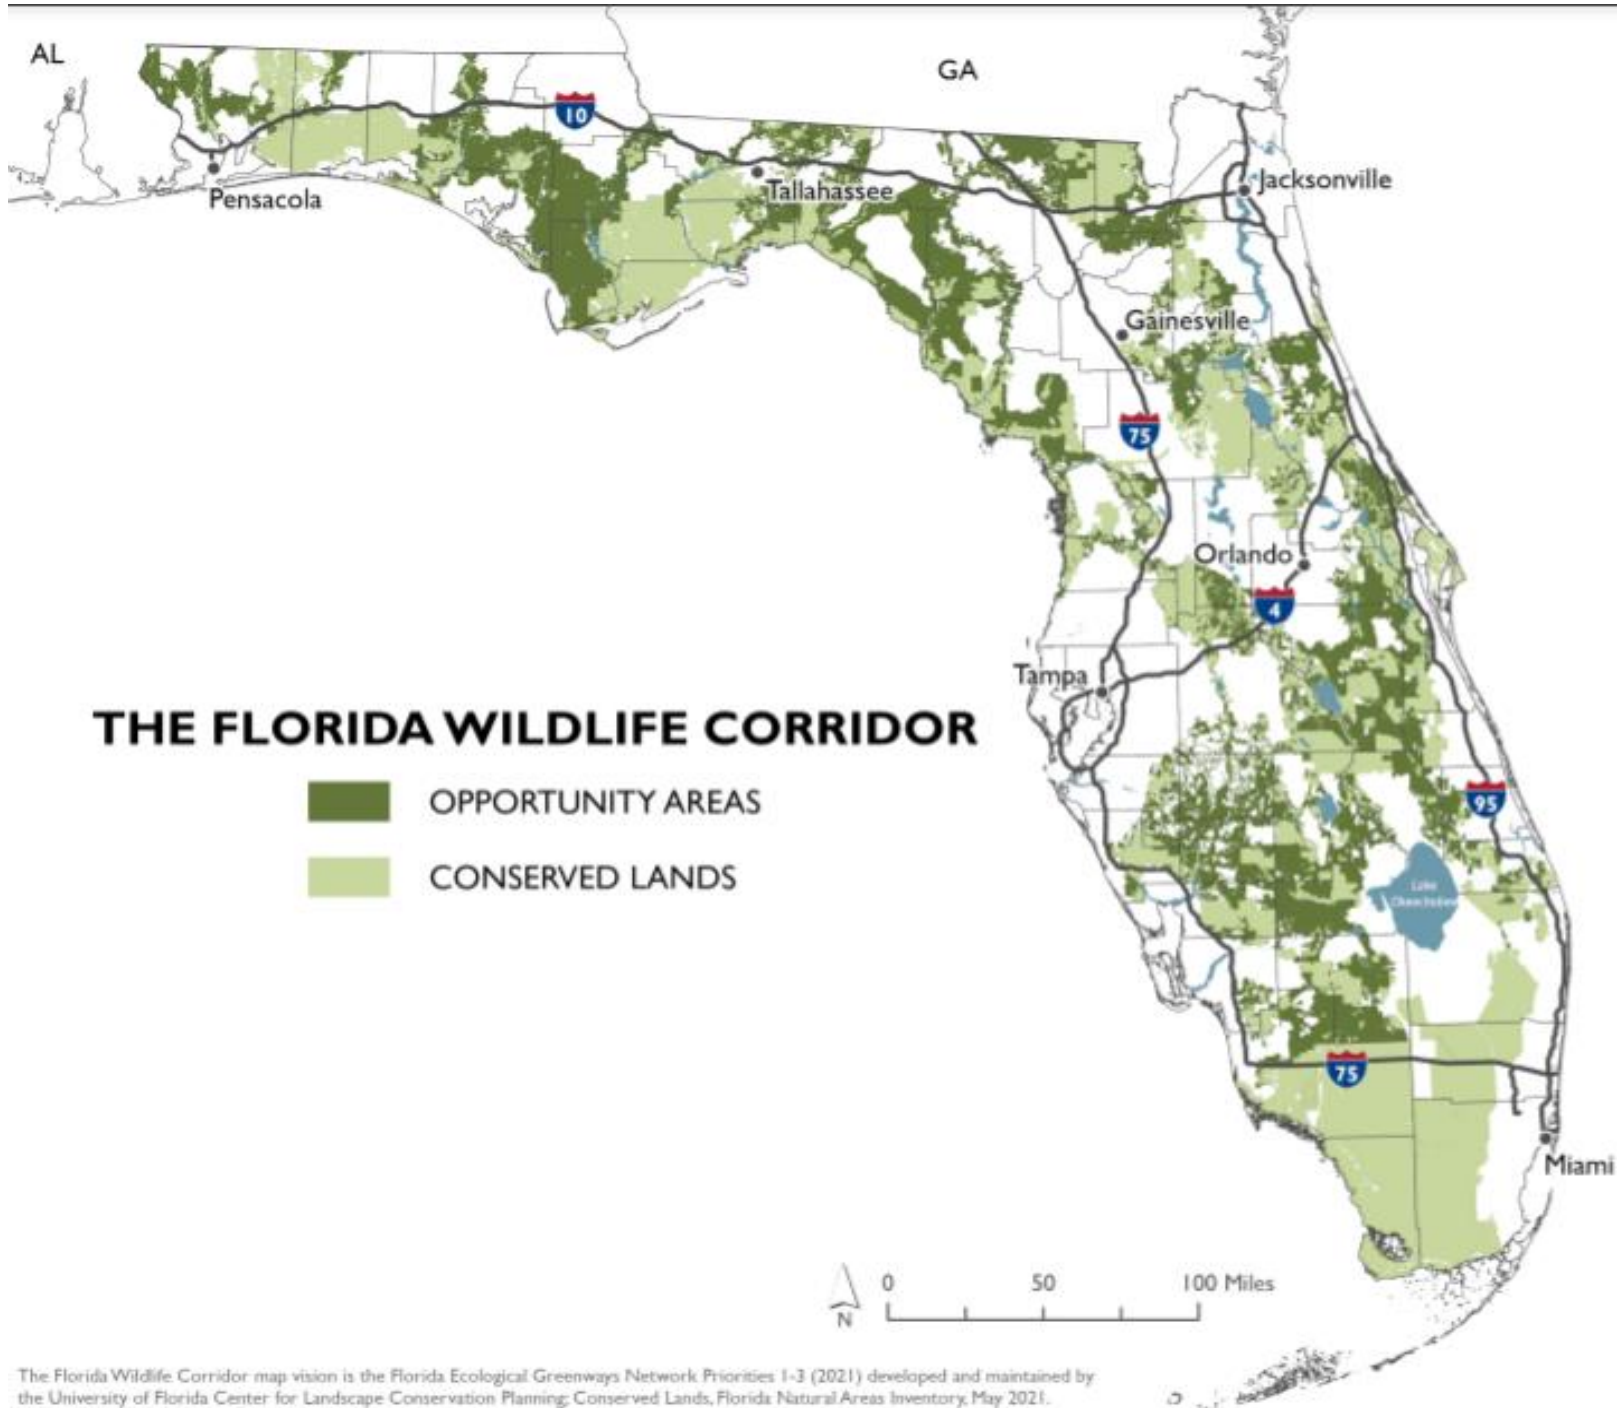 AL
GA
10
Pensacola
Tallahassee
Jacksonville
Gainesville
75
Orlando
4
Tampa
THE FLORIDA WILDLIFE CORRIDOR
OPPORTUNITY AREAS
CONSERVED LANDS
95
Lake
Okeechobee
75
Miami
0 50 100 Miles
N
The Florida Wildlife Corridor map vision is the Florida Ecological Greenways Network Priorities 1-3 (2021) developed and maintained by
the University of Florida Center for Landscape Conservation Planning; Conserved Lands, Florida Natural Areas Inventory, May 2021.